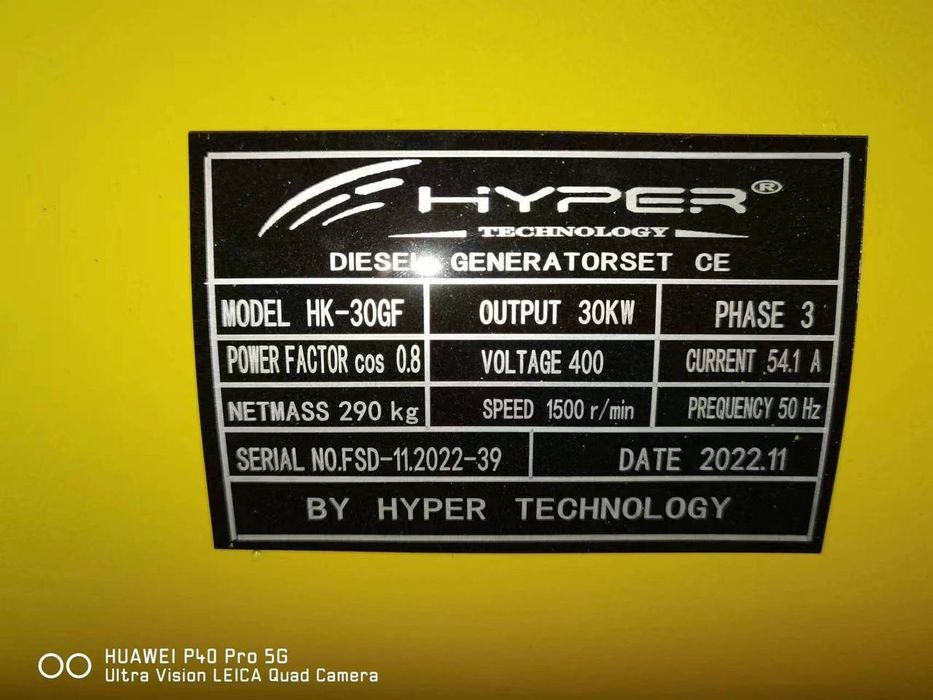 HYPER®
TECHNOLOGY
DIESEL GENERATORSET CE
MODEL HK-30GF OUTPUT 30KW PHASE 3
POWER FACTOR cos 0.8 VOLTAGE 400 CURRENT 54.1 A
NETMASS 290 kg SPEED 1500 r/min PREQUENCY 50 Hz
SERIAL NO.FSD-11.2022-39 DATE 2022.11
BY HYPER TECHNOLOGY
HUAWEI P40 Pro 5G
Ultra Vision LEICA Quad Camera